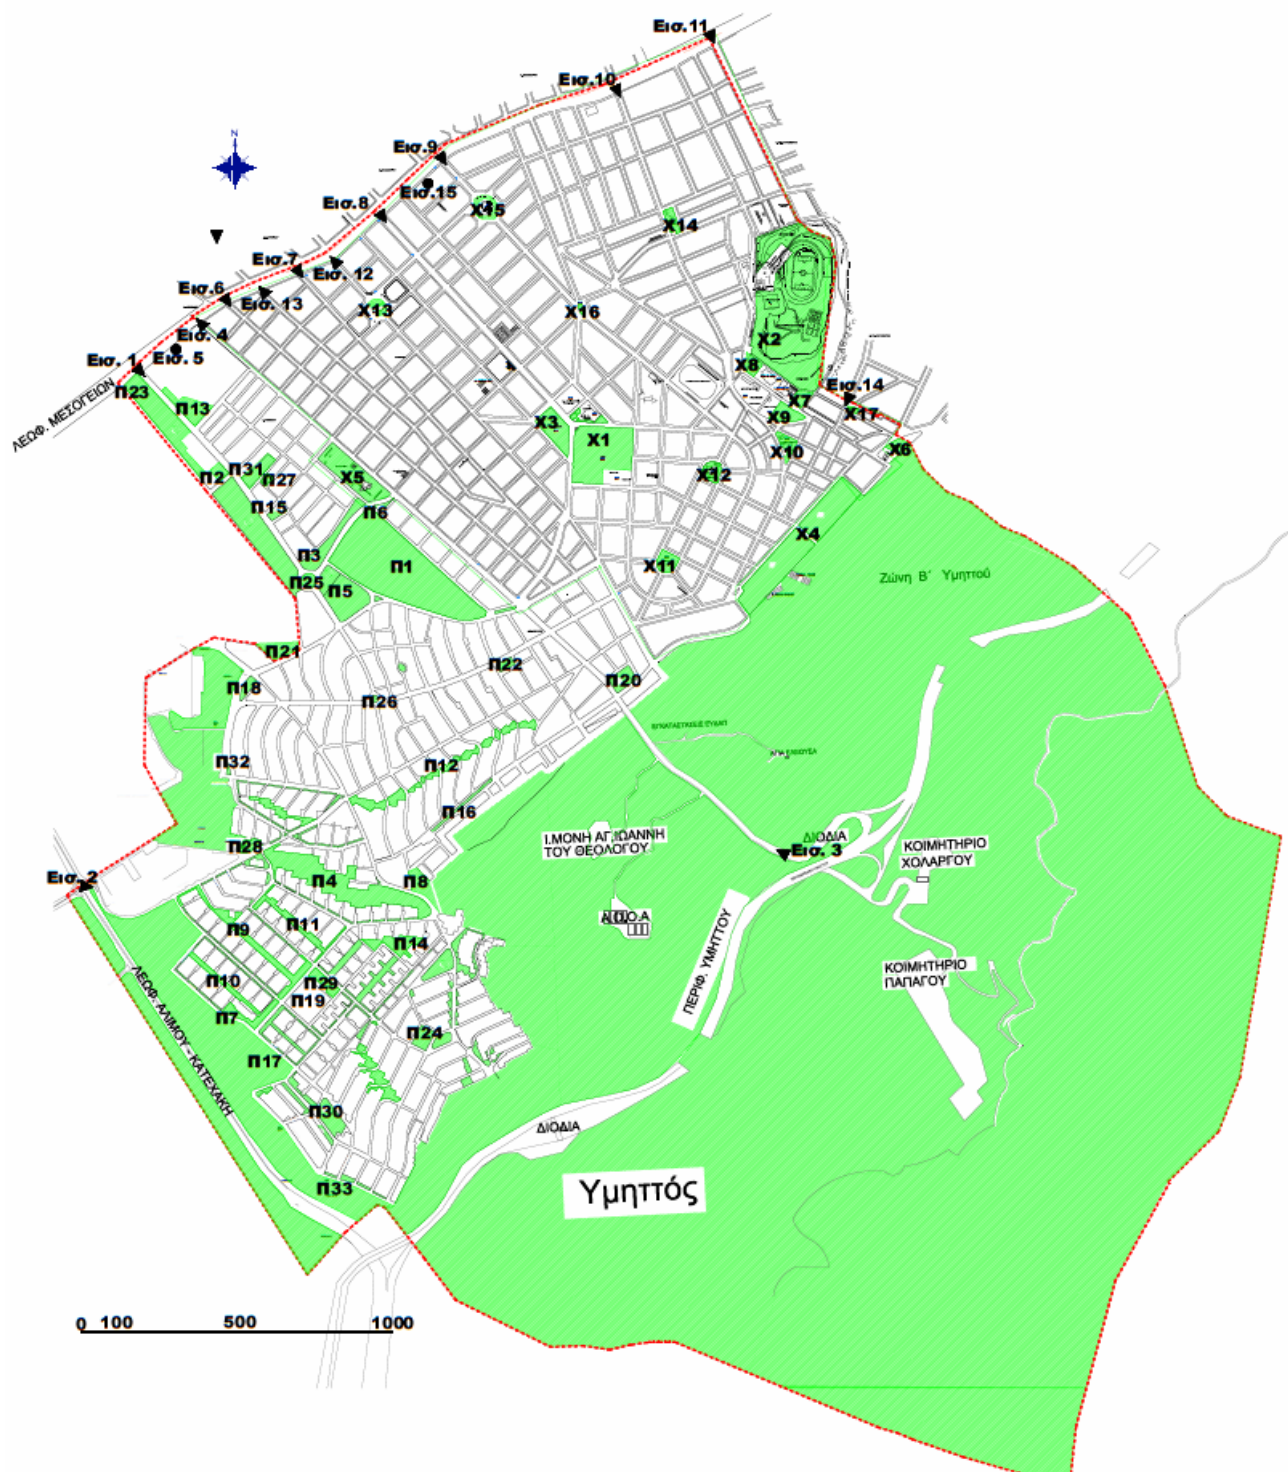 Εισ.11
Εισ.10
N
Εισ.9
Εισ.15
Εισ.8
Χ15
Χ14
Εισ.7
Εισ. 12
Εισ.6
Εισ. 13
Χ13
Χ16
Εισ. 4
Χ2
Εισ. 1
Εισ. 5
Χ8
ΛΕΩΦ. ΜΕΣΟΓΕΙΩΝ
Π23
Εισ.14
Π13
Χ7
Χ17
Χ3
Χ9
Χ1
Χ10
Χ6
Π2
Π31
Π27
Χ5
Χ12
Π15
Π6
Χ4
Π3
Π1
Χ11
Ζώνη Β΄ Υμηττού
Π25
Π5
Π21
Π22
Π18
Π20
Π26
ΕΓΚΑΤΑΣΤΑΣΕΙΣ ΕΥΔΑΠ
Π32
Π12
Π16
Ι.ΜΟΝΗ ΑΓ.ΙΩΑΝΝΗ
ΤΟΥ ΘΕΟΛΟΓΟΥ
ΔΙΟΔΙΑ
Εισ. 3
ΚΟΙΜΗΤΗΡΙΟ
ΧΟΛΑΡΓΟΥ
Π28
Εισ. 2
Π4
Π8
Π9
Π11
Π14
ΠΕΡΙΦ. ΥΜΗΤΤΟΥ
ΚΟΙΜΗΤΗΡΙΟ
ΠΑΠΑΓΟΥ
Π10
Π29
Π19
Π7
Π24
ΛΕΩΦ. ΑΛΙΜΟΥ - ΚΑΤΕΧΑΚΗ
Π17
Π30
ΔΙΟΔΙΑ
Π33
Υμηττός
0 100 500 1000